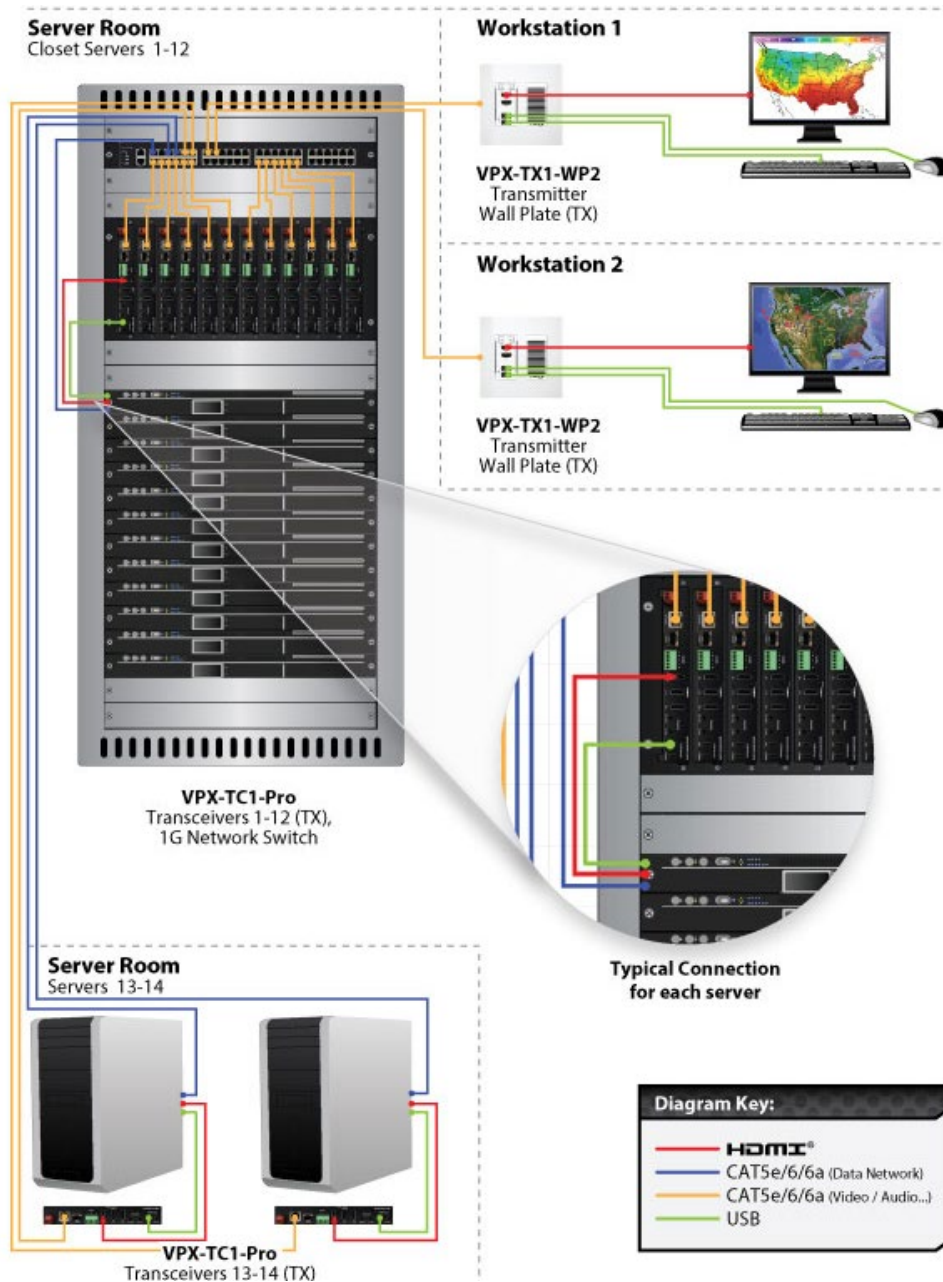 Server Room
Closet Servers 1-12
Workstation 1
VPX-TX1-WP2
Transmitter
Wall Plate (TX)
Workstation 2
VPX-TX1-WP2
Transmitter
Wall Plate (TX)
VPX-TC1-Pro
Transceivers 1-12 (TX),
1G Network Switch
Typical Connection
for each server
Server Room
Servers 13-14
VPX-TC1-Pro
Transceivers 13-14 (TX)
Diagram Key:
HDMI®
CAT5e/6/6a (Data Network)
CAT5e/6/6a (Video / Audio...)
USB